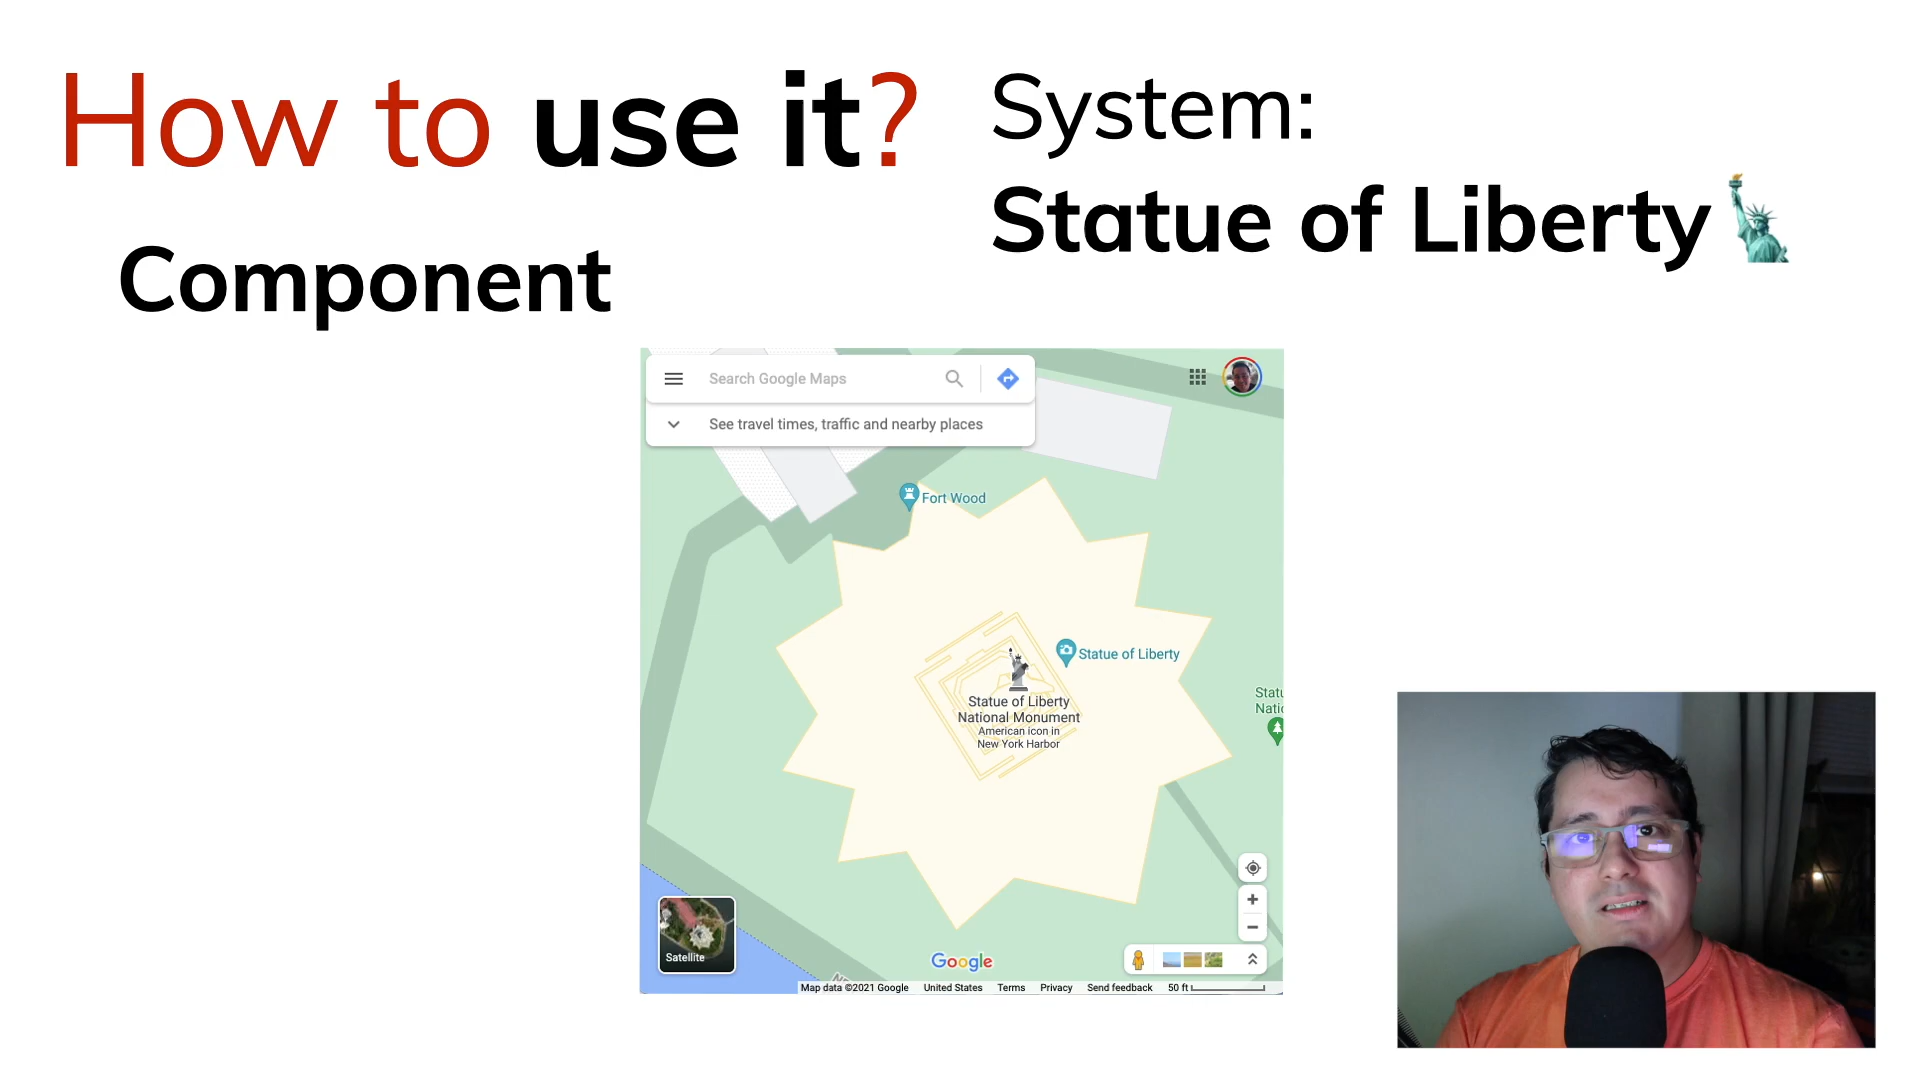 How to use it?
System:
Statue of Liberty
Component
Search Google Maps
See travel times, traffic and nearby places
Fort Wood
Statue of Liberty
Statue of Liberty
National Monument
American icon in
New York Harbor
Statu
Natio
Satellite
Google
Map data ©2021 Google United States Terms Privacy Send feedback 50 ft